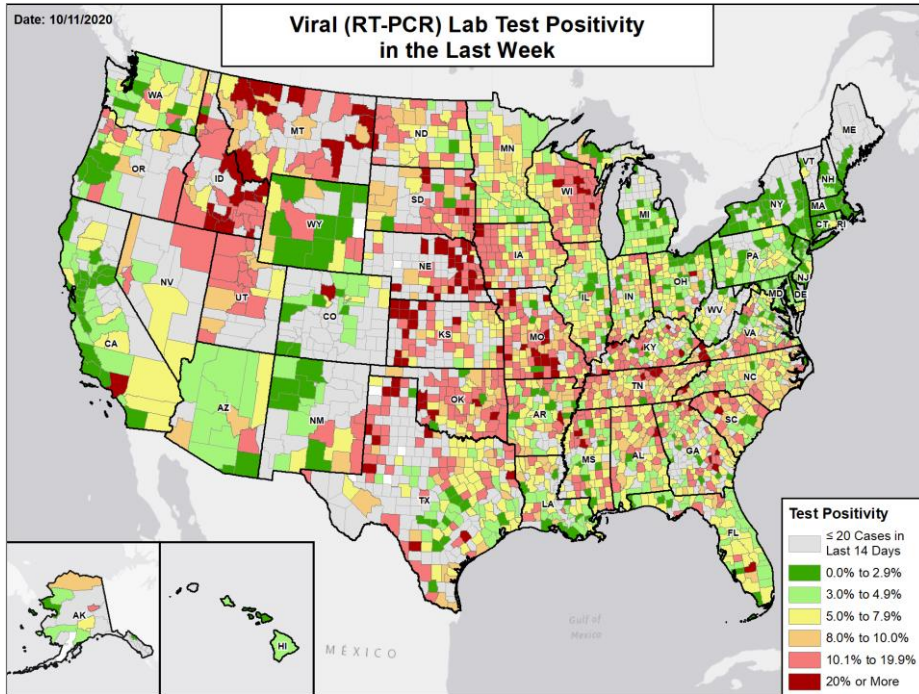 Date: 10/11/2020
Viral (RT-PCR) Lab Test Positivity
in the Last Week
WA
MT
ND
MN
ME
VT
NH
OR
ID
SD
WI
MI
NY
MA
CT
RI
WY
IA
PA
NJ
NE
NV
UT
CO
IL
IN
OH
MD
DE
WV
CA
KS
MO
KY
VA
AZ
NM
OK
AR
TN
NC
SC
MS
AL
GA
TX
LA
FL
AK
HI
MÉXICO
Gulf of
Mexico
Test Positivity
≤ 20 Cases in
Last 14 Days
0.0% to 2.9%
3.0% to 4.9%
5.0% to 7.9%
8.0% to 10.0%
10.1% to 19.9%
20% or More